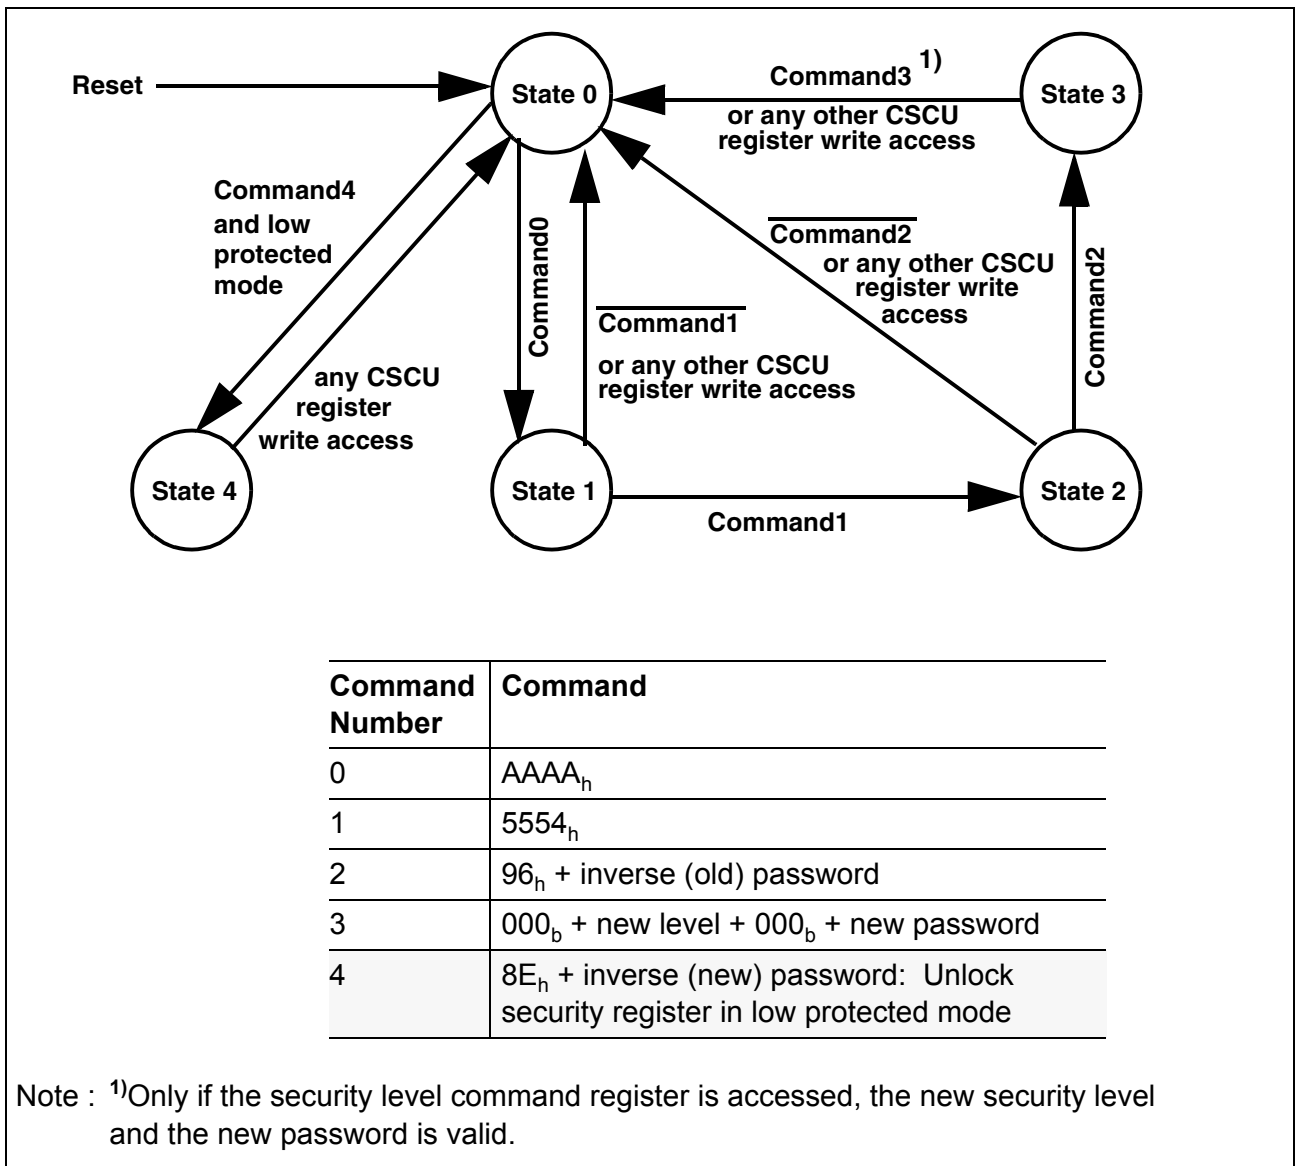 Reset
State 0
Command3 1)
or any other CSCU
register write access
State 3
Command4
and low
protected
mode
Command0
Command1
or any other CSCU
register write access
Command2
or any other CSCU
register write
access
Command2
any CSCU
register
write access
State 4
State 1
Command1
State 2
Command Number Command
0 AAAAh
1 5554h
2 96h + inverse (old) password
3 000b + new level + 000b + new password
4 8Eh + inverse (new) password: Unlock
security register in low protected mode
Note : 1)Only if the security level command register is accessed, the new security level
and the new password is valid.